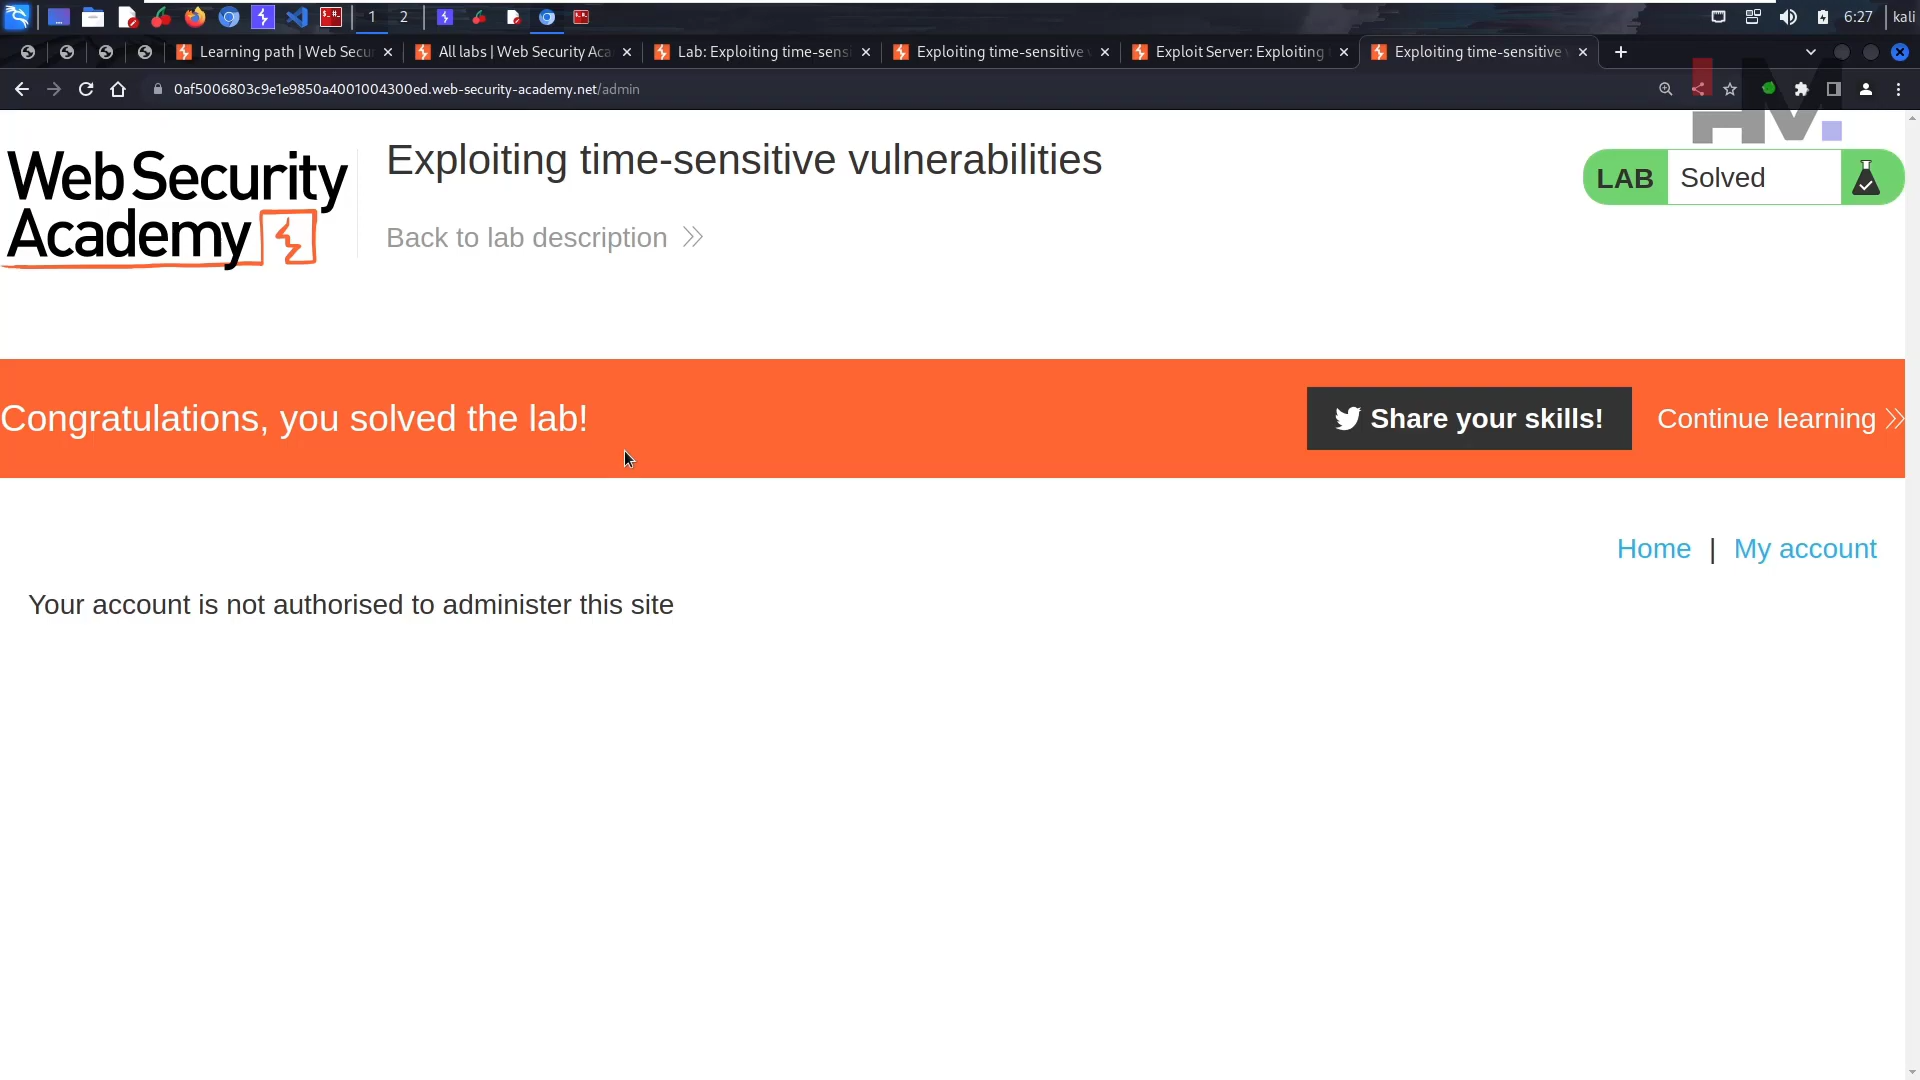 1 2 6:27 kali
Learning path | Web Secur All labs | Web Security Aca Lab: Exploiting time-sens Exploiting time-sensitive Exploit Server: Exploiting Exploiting time-sensitive
0af5006803c9e1e9850a4001004300ed.web-security-academy.net/admin
Web Security
Academy
Exploiting time-sensitive vulnerabilities
Back to lab description
LAB Solved
Congratulations, you solved the lab!
Share your skills! Continue learning
Home | My account
Your account is not authorised to administer this site